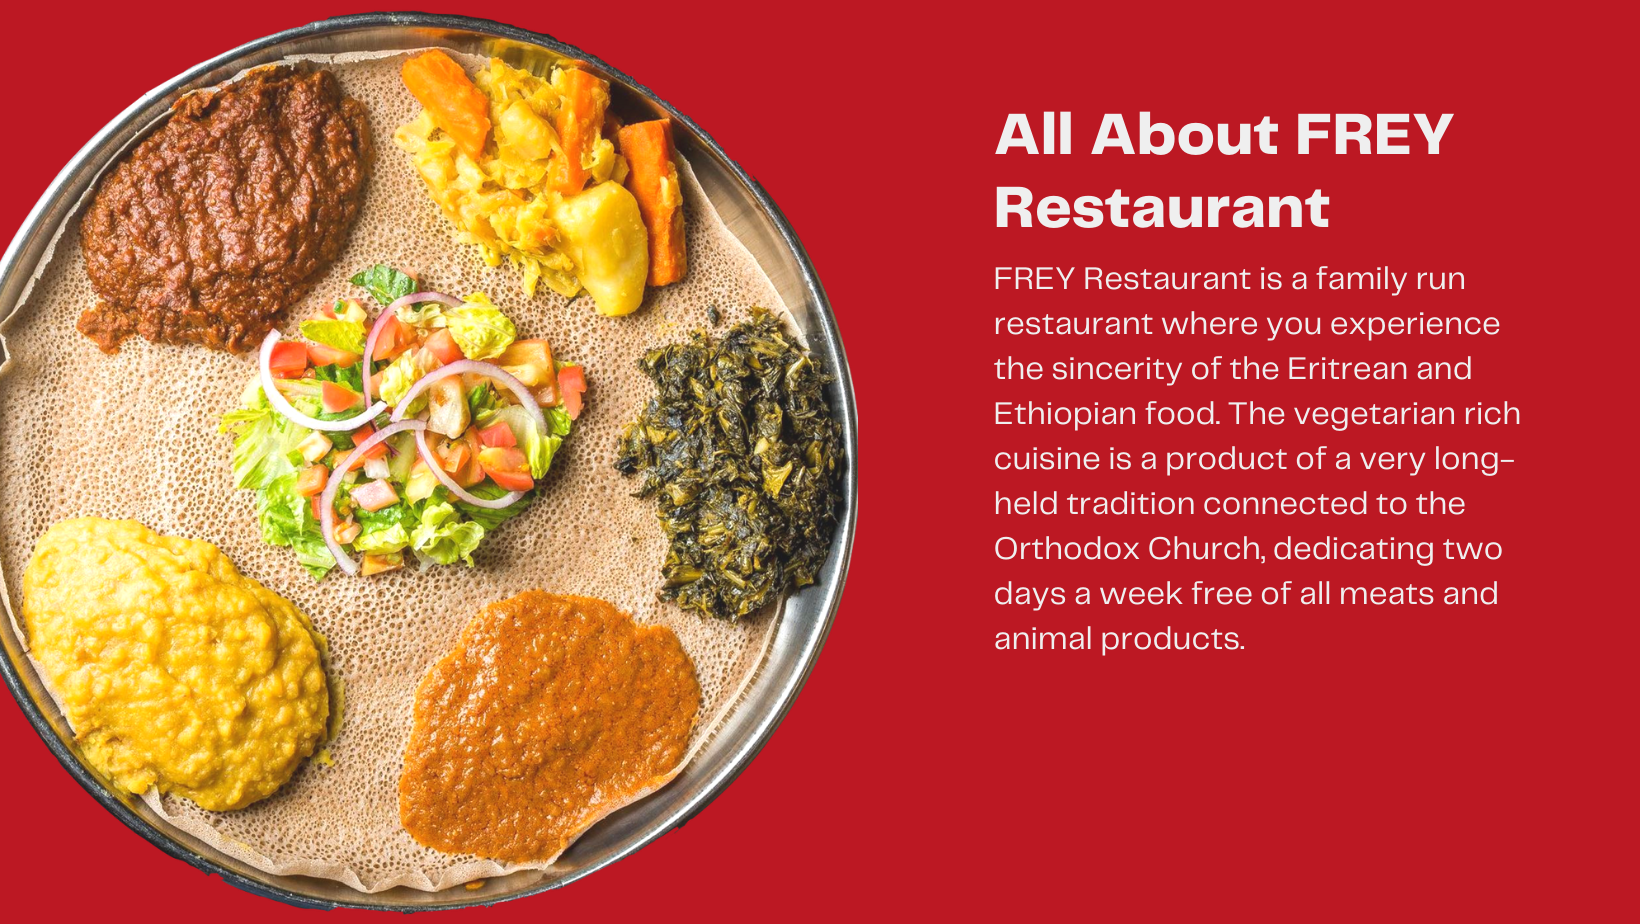 All About FREY
Restaurant
FREY Restaurant is a family run
restaurant where you experience
the sincerity of the Eritrean and
Ethiopian food. The vegetarian rich
cuisine is a product of a very long-
held tradition connected to the
Orthodox Church, dedicating two
days a week free of all meats and
animal products.